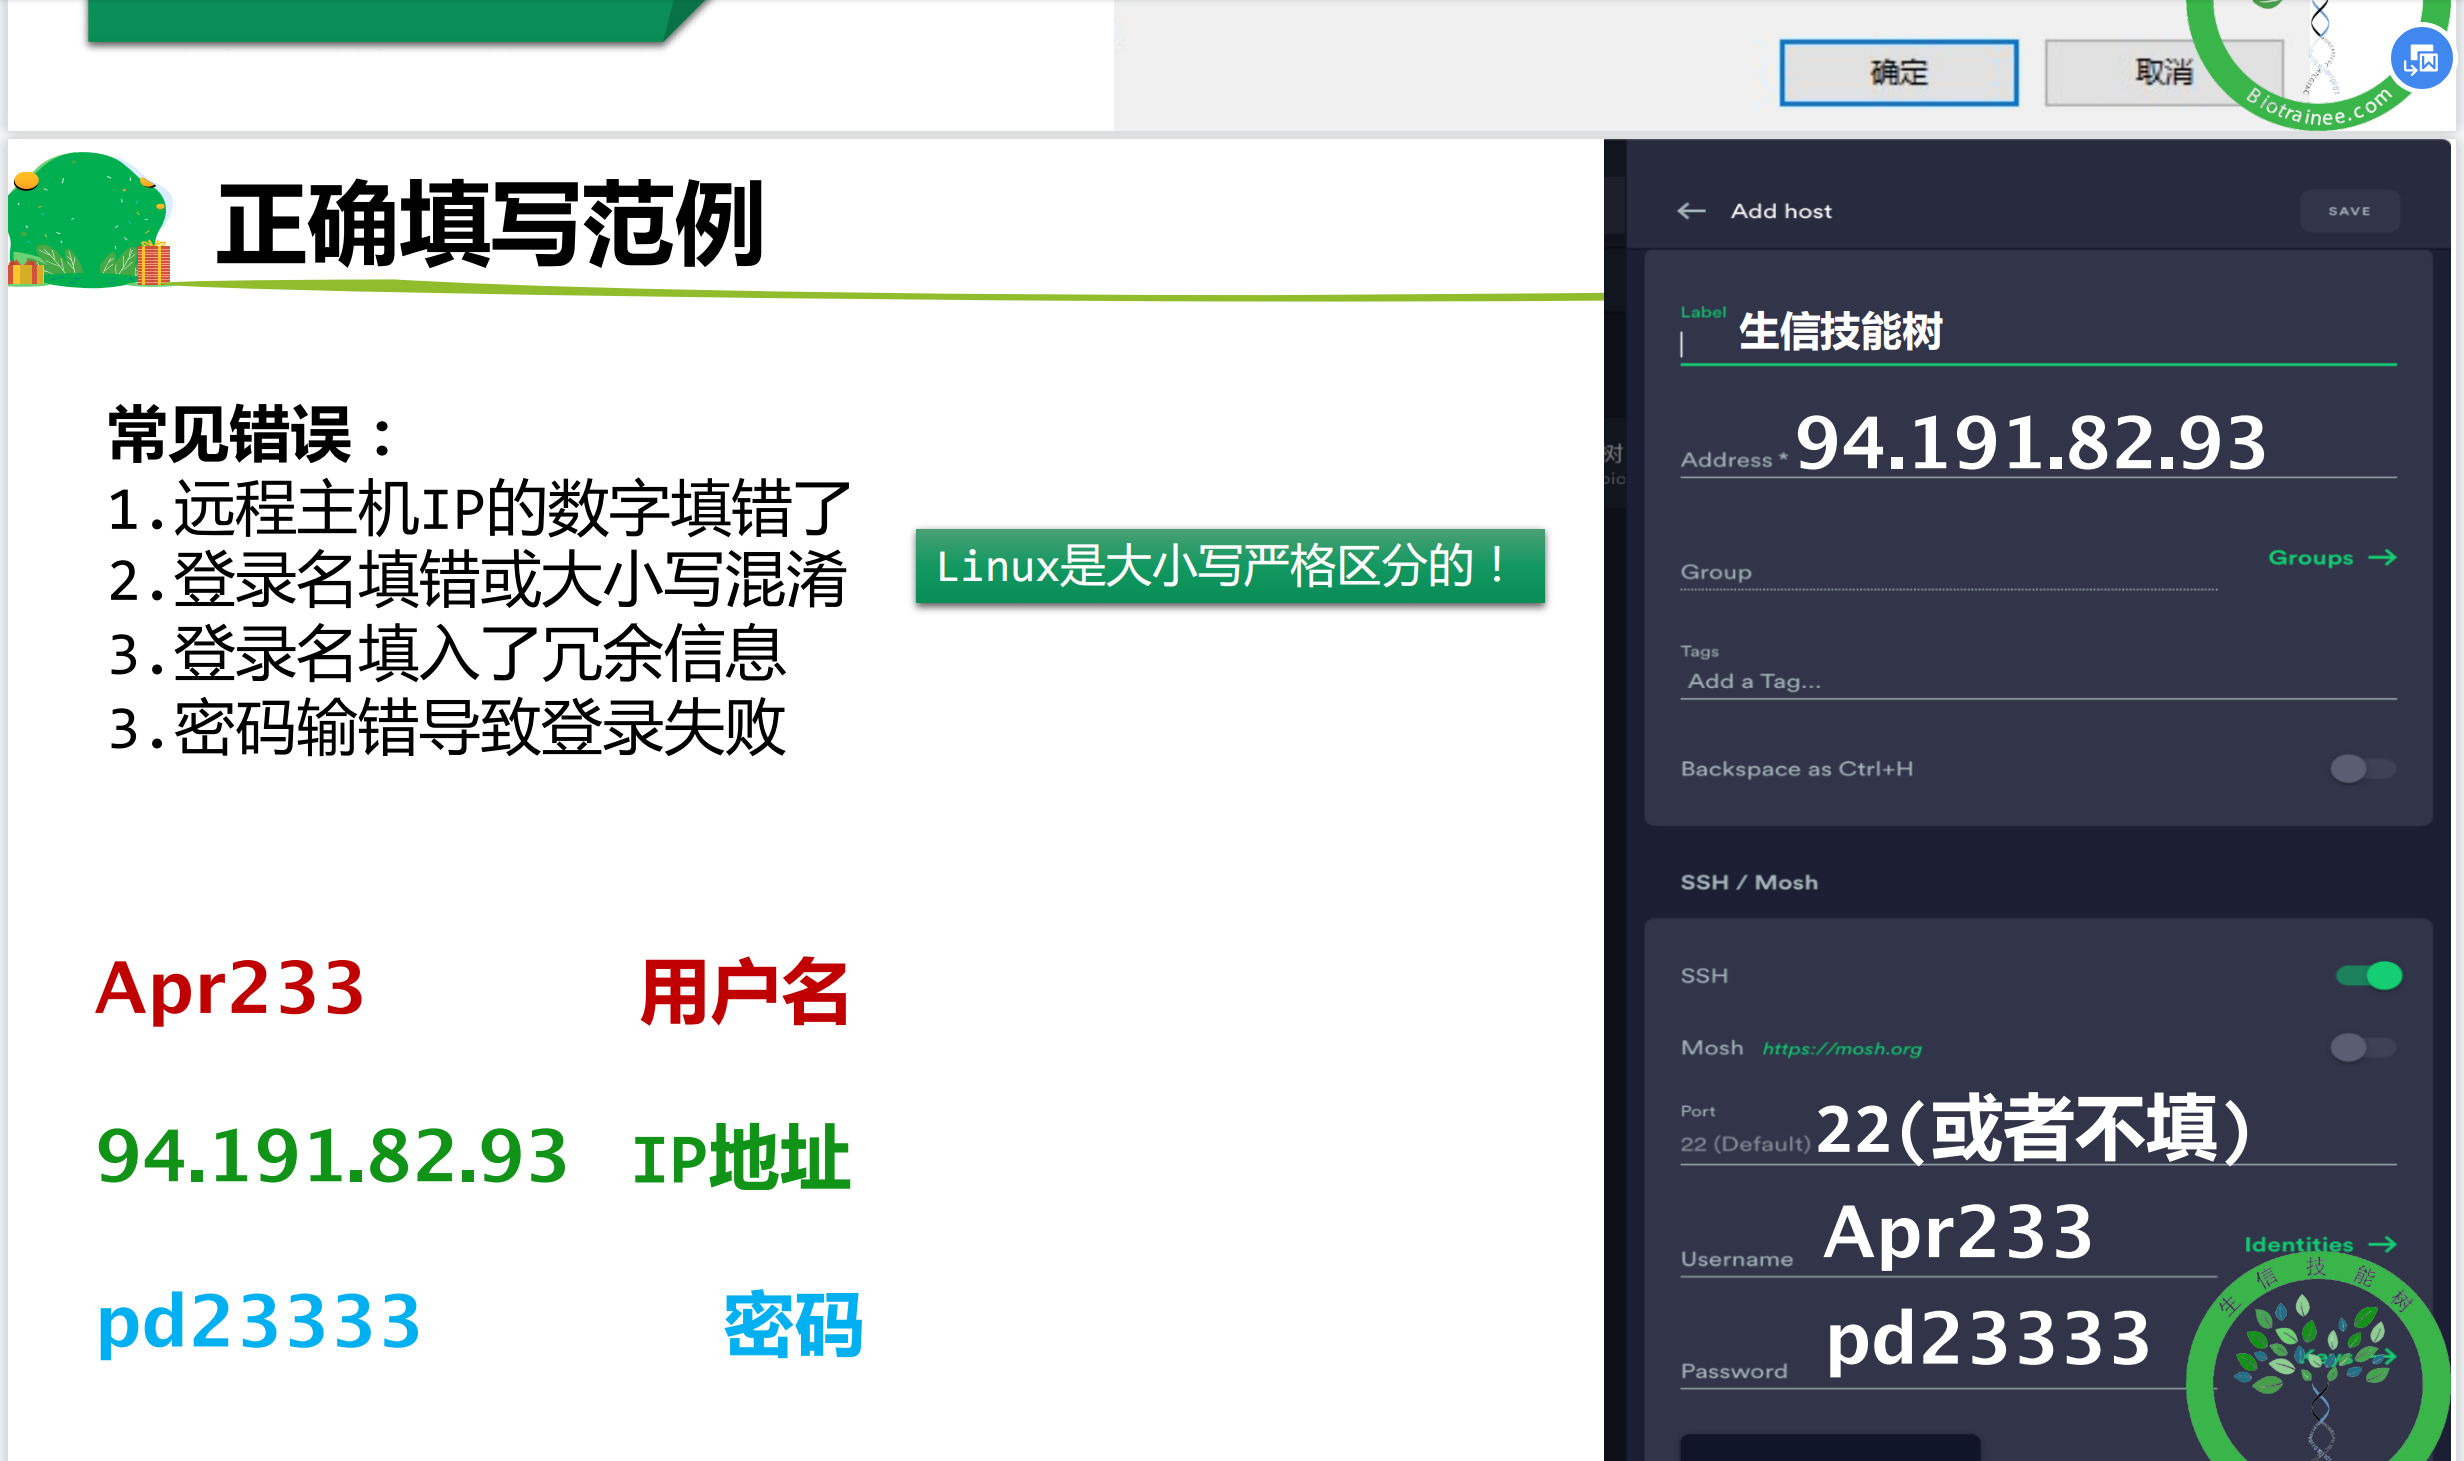 确定
取消
Biotrainee.com
正确填写范例
常见错误：
1.远程主机IP的数字填错了
2.登录名填错或大小写混淆
3.登录名填入了冗余信息
3.密码输错导致登录失败
Linux是大小写严格区分的！
Apr233 用户名
94.191.82.93 IP地址
pd23333 密码
Add host
SAVE
Label 生信技能树
Address * 94.191.82.93
树
Group
Groups
Tags
Add a Tag...
Backspace as Ctrl+H
SSH / Mosh
SSH
Mosh https://mosh.org
Port
22 (Default) 22(或者不填)
Username Apr233
Identities
Password pd23333
生信技能树